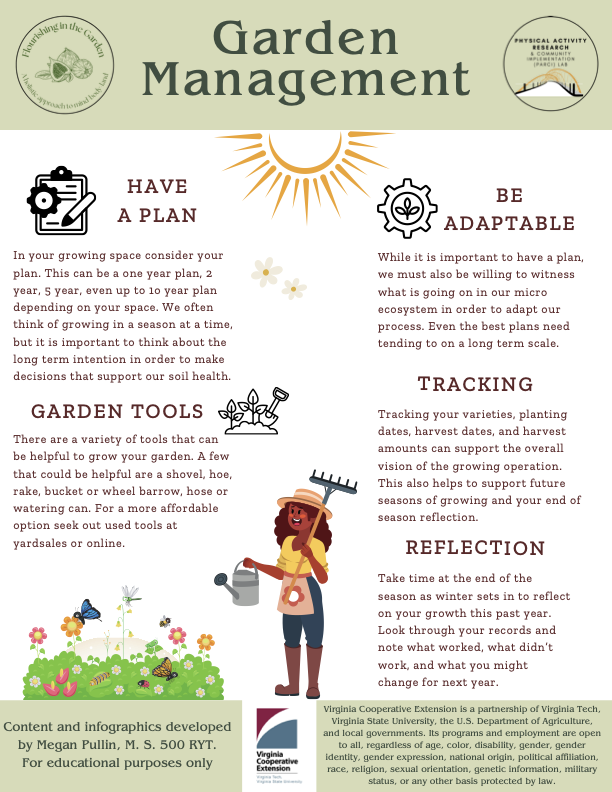 Flourishing in the Garden
A holistic approach to mind body and
Garden
Management
PHYSICAL ACTIVITY
RESEARCH
& COMMUNITY
IMPLEMENTATION
(PARCI) LAB
HAVE
A PLAN
In your growing space consider your
plan. This can be a one year plan, 2
year, 5 year, even up to 10 year plan
depending on your space. We often
think of growing in a season at a time,
but it is important to think about the
long term intention in order to make
decisions that support our soil health.
GARDEN TOOLS
There are a variety of tools that can
be helpful to grow your garden. A few
that could be helpful are a shovel, hoe,
rake, bucket or wheel barrow, hose or
watering can. For a more affordable
option seek out used tools at
yardsales or online.
BE
ADAPTABLE
While it is important to have a plan,
we must also be willing to witness
what is going on in our micro
ecosystem in order to adapt our
process. Even the best plans need
tending to on a long term scale.
TRACKING
Tracking your varieties, planting
dates, harvest dates, and harvest
amounts can support the overall
vision of the growing operation.
This also helps to support future
seasons of growing and your end of
season reflection.
REFLECTION
Take time at the end of the
season as winter sets in to reflect
on your growth this past year.
Look through your records and
note what worked, what didn't
work, and what you might
change for next year.
Content and infographics developed
by Megan Pullin, M. S. 500 RYT.
For educational purposes only
Virginia
Cooperative
Extension
Virginia Tech.
Virginia State University
Virginia Cooperative Extension is a partnership of Virginia Tech,
Virginia State University, the U.S. Department of Agriculture,
and local governments. Its programs and employment are open
to all, regardless of age, color, disability, gender, gender
identity, gender expression, national origin, political affiliation,
race, religion, sexual orientation, genetic information, military
status, or any other basis protected by law.